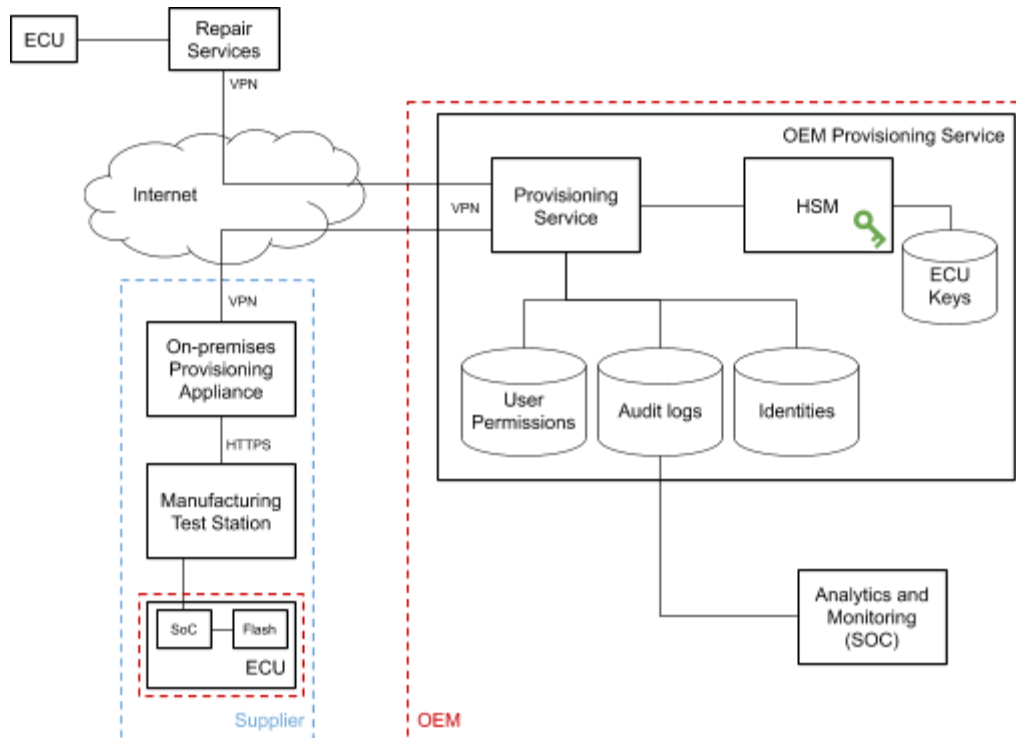 ECU
Repair
Services
VPN
Internet
VPN
OEM Provisioning Service
Provisioning
Service
HSM
ECU
Keys
User
Permissions
Audit logs
Identities
VPN
On-premises
Provisioning
Appliance
HTTPS
Manufacturing
Test Station
SoC
Flash
ECU
Supplier
Analytics and
Monitoring
(SOC)
OEM